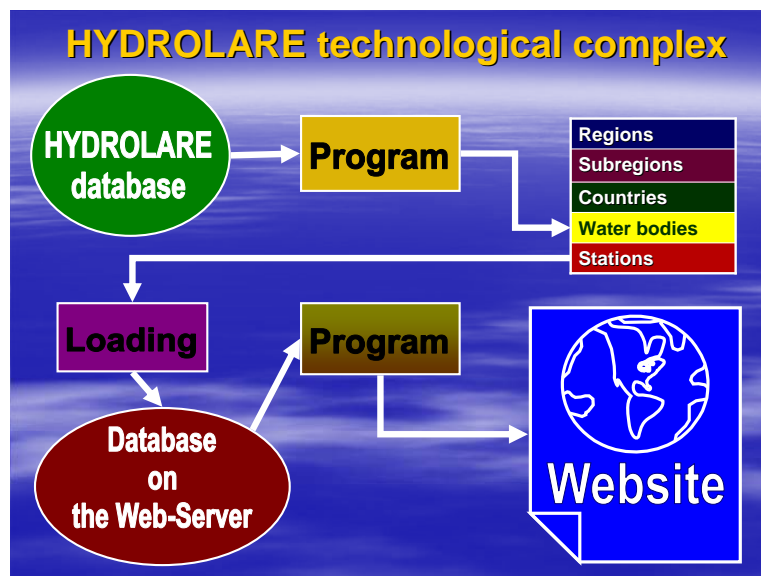 HYDROLARE technological complex
HYDROLARE
database
Program
Regions
Subregions
Countries
Water bodies
Stations
Loading
Program
Database
on
the Web-Server
Website